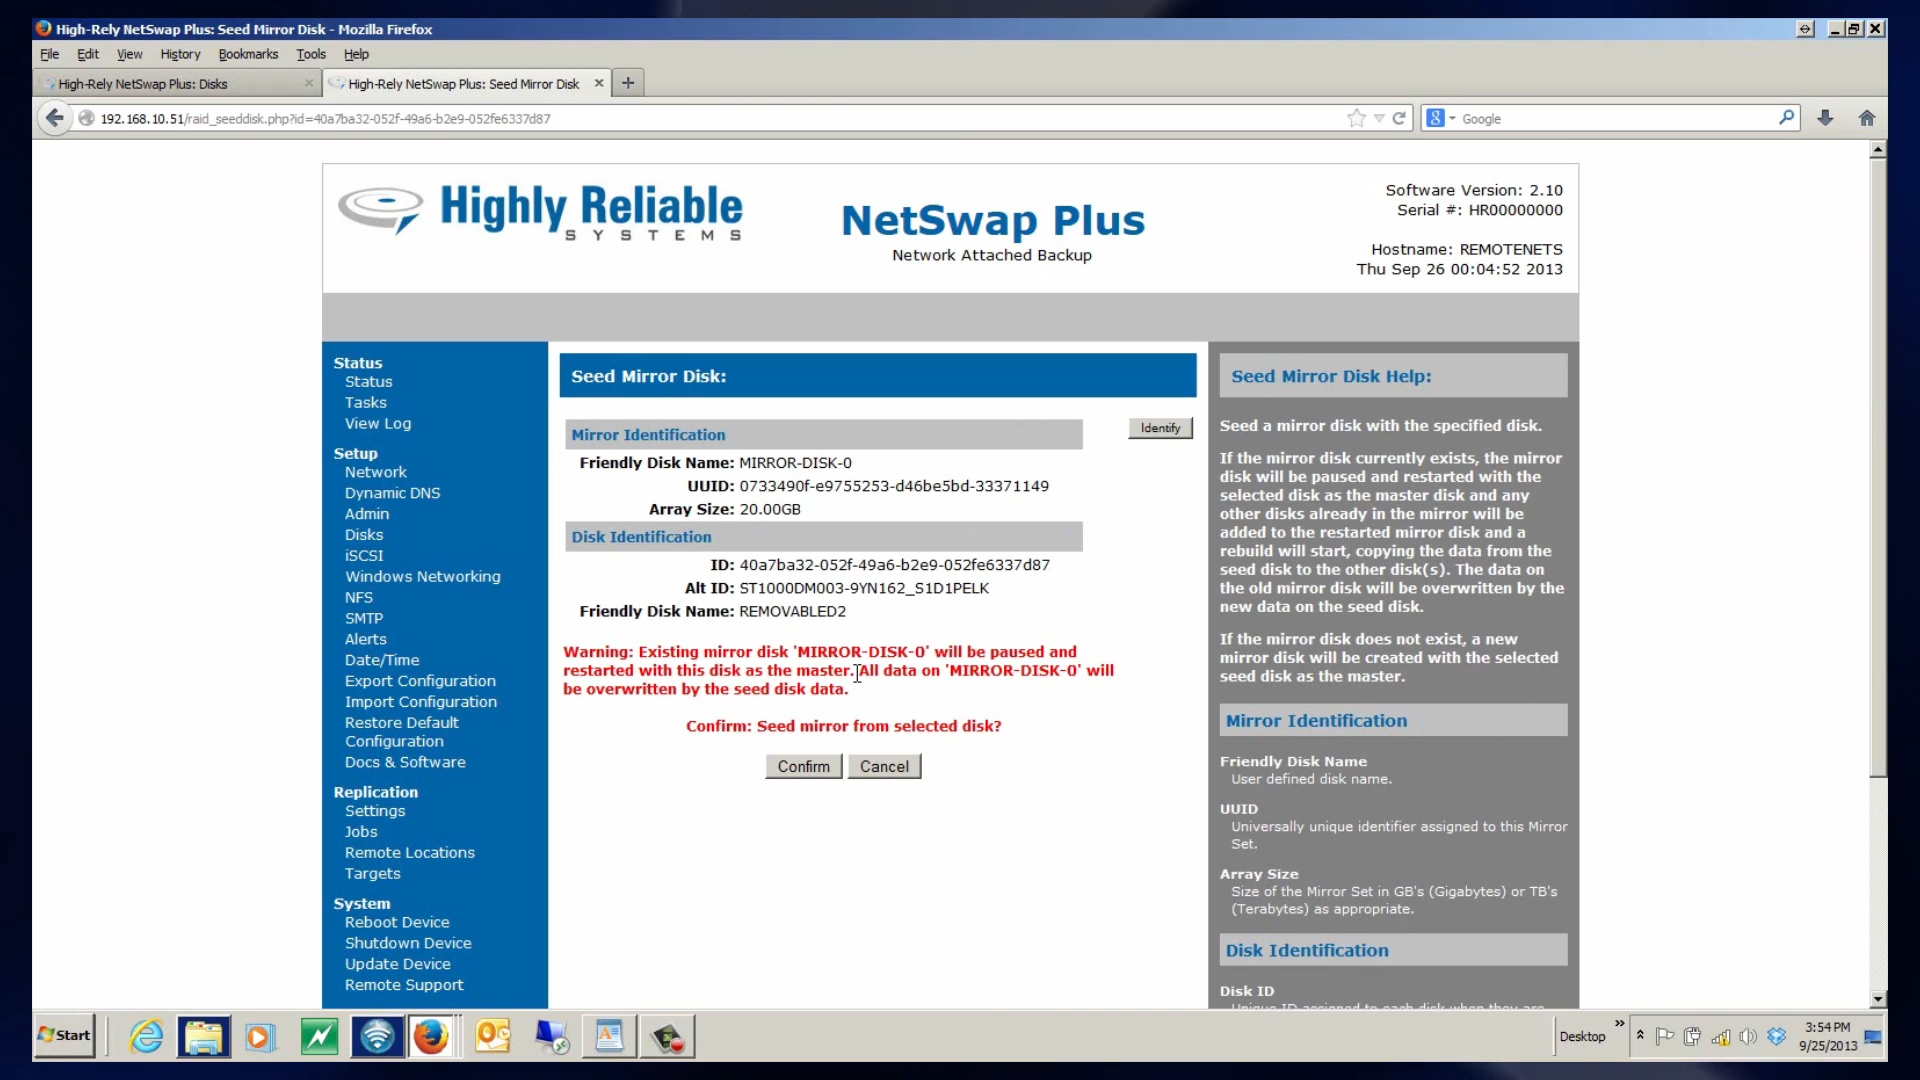 High-Rely NetSwap Plus: Seed Mirror Disk - Mozilla Firefox
File Edit View History Bookmarks Tools Help
High-Rely NetSwap Plus: Disks
High-Rely NetSwap Plus: Seed Mirror Disk
192.168.10.51/raid_seeddisk.php?id=40a7ba32-052f-49a6-b2e9-052fe6337d87
Google
Highly Reliable
SYSTEMS
NetSwap Plus
Network Attached Backup
Software Version: 2.10
Serial #: HR00000000
Hostname: REMOTENETS
Thu Sep 26 00:04:52 2013
Status
Status
Tasks
View Log
Setup
Network
Dynamic DNS
Admin
Disks
iSCSI
Windows Networking
NFS
SMTP
Alerts
Date/Time
Export Configuration
Import Configuration
Restore Default
Configuration
Docs & Software
Replication
Settings
Jobs
Remote Locations
Targets
System
Reboot Device
Shutdown Device
Update Device
Remote Support
Seed Mirror Disk:
Mirror Identification
Identify
Friendly Disk Name: MIRROR-DISK-0
UUID: 0733490f-e9755253-d46be5bd-33371149
Array Size: 20.00GB
Disk Identification
ID: 40a7ba32-052f-49a6-b2e9-052fe6337d87
Alt ID: ST1000DM003-9YN162_S1D1PELK
Friendly Disk Name: REMOVABLED2
Warning: Existing mirror disk 'MIRROR-DISK-0' will be paused and
restarted with this disk as the master. All data on 'MIRROR-DISK-0' will
be overwritten by the seed disk data.
Confirm: Seed mirror from selected disk?
Confirm Cancel
Seed Mirror Disk Help:
Seed a mirror disk with the specified disk.
If the mirror disk currently exists, the mirror
disk will be paused and restarted with the
selected disk as the master disk and any
other disks already in the mirror will be
added to the restarted mirror disk and a
rebuild will start, copying the data from the
seed disk to the other disk(s). The data on
the old mirror disk will be overwritten by the
new data on the seed disk.
If the mirror disk does not exist, a new
mirror disk will be created with the selected
seed disk as the master.
Mirror Identification
Friendly Disk Name
User defined disk name.
UUID
Universally unique identifier assigned to this Mirror
Set.
Array Size
Size of the Mirror Set in GB's (Gigabytes) or TB's
(Terabytes) as appropriate.
Disk Identification
Disk ID
Unique ID assigned to each disk when they are
Start
Desktop
3:54 PM
9/25/2013